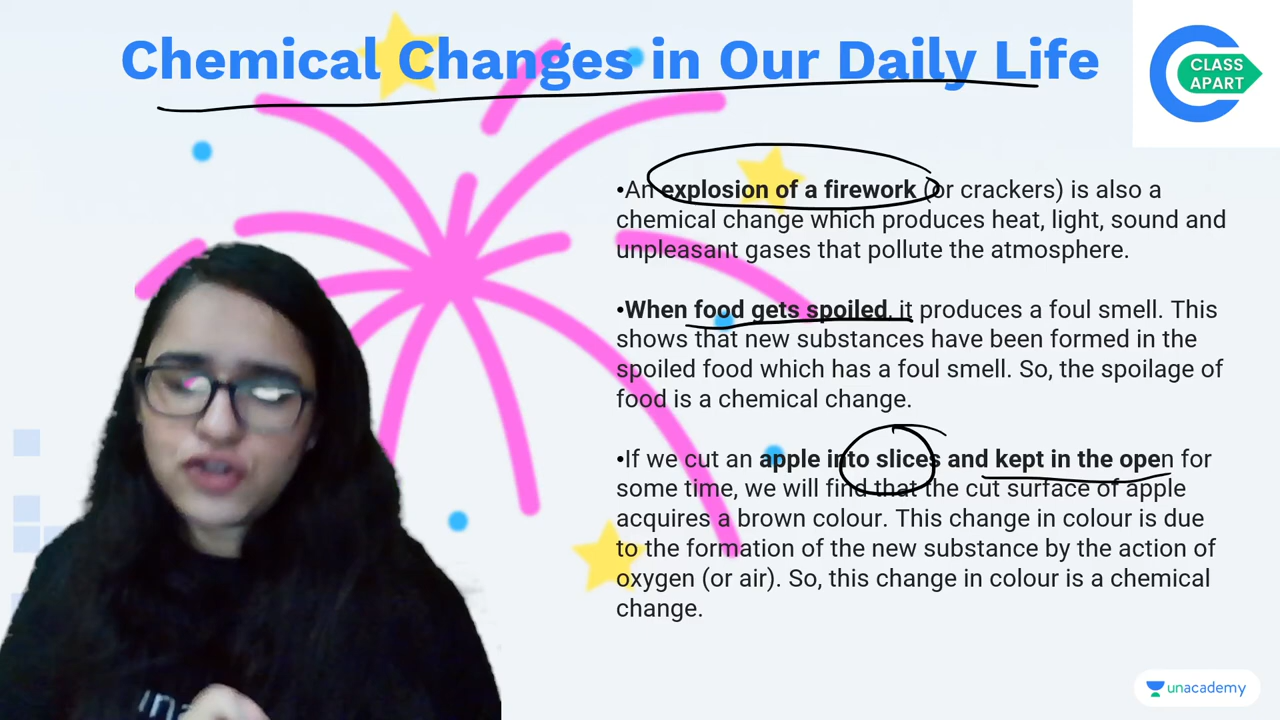 Chemical Changes in Our Daily Life
CLASS
APART
•An explosion of a firework (or crackers) is also a
chemical change which produces heat, light, sound and
unpleasant gases that pollute the atmosphere.
•When food gets spoiled, it produces a foul smell. This
shows that new substances have been formed in the
spoiled food which has a foul smell. So, the spoilage of
food is a chemical change.
•If we cut an apple into slices and kept in the open for
some time, we will find that the cut surface of apple
acquires a brown colour. This change in colour is due
to the formation of the new substance by the action of
oxygen (or air). So, this change in colour is a chemical
change.
unacademy